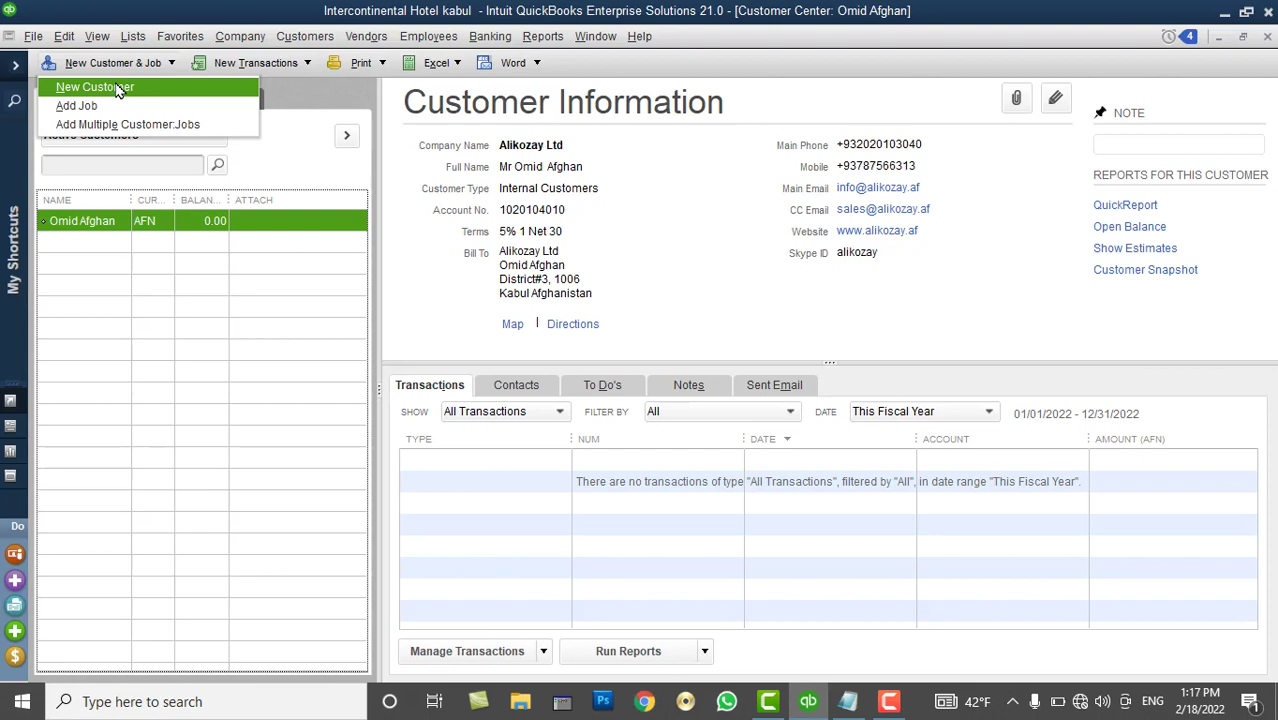 Intercontinental Hotel kabul - Intuit QuickBooks Enterprise Solutions 21.0 - [Customer Center: Omid Afghan]
File Edit View Lists Favorites Company Customers Vendors Employees Banking Reports Window Help 4
New Customer & Job New Transactions Print Excel Word
New Customer
Add Job
Add Multiple Customer:Jobs
My Shortcuts
Do
NAME CUR... BALAN... ATTACH
Omid Afghan AFN 0.00
Customer Information
Company Name Alikozay Ltd
Full Name Mr Omid Afghan
Customer Type Internal Customers
Account No. 1020104010
Terms 5% 1 Net 30
Bill To Alikozay Ltd
Omid Afghan
District#3, 1006
Kabul Afghanistan
Map Directions
Main Phone +932020103040
Mobile +93787566313
Main Email info@alikozay.af
CC Email sales@alikozay.af
Website www.alikozay.af
Skype ID alikozay
NOTE
REPORTS FOR THIS CUSTOMER
QuickReport
Open Balance
Show Estimates
Customer Snapshot
Transactions Contacts To Do's Notes Sent Email
SHOW All Transactions FILTER BY All DATE This Fiscal Year 01/01/2022 - 12/31/2022
TYPE NUM DATE ACCOUNT AMOUNT (AFN)
There are no transactions of type "All Transactions", filtered by "All", in date range "This Fiscal Year".
Manage Transactions Run Reports
Type here to search Ps 42°F ENG 1:17 PM
2/18/2022 1